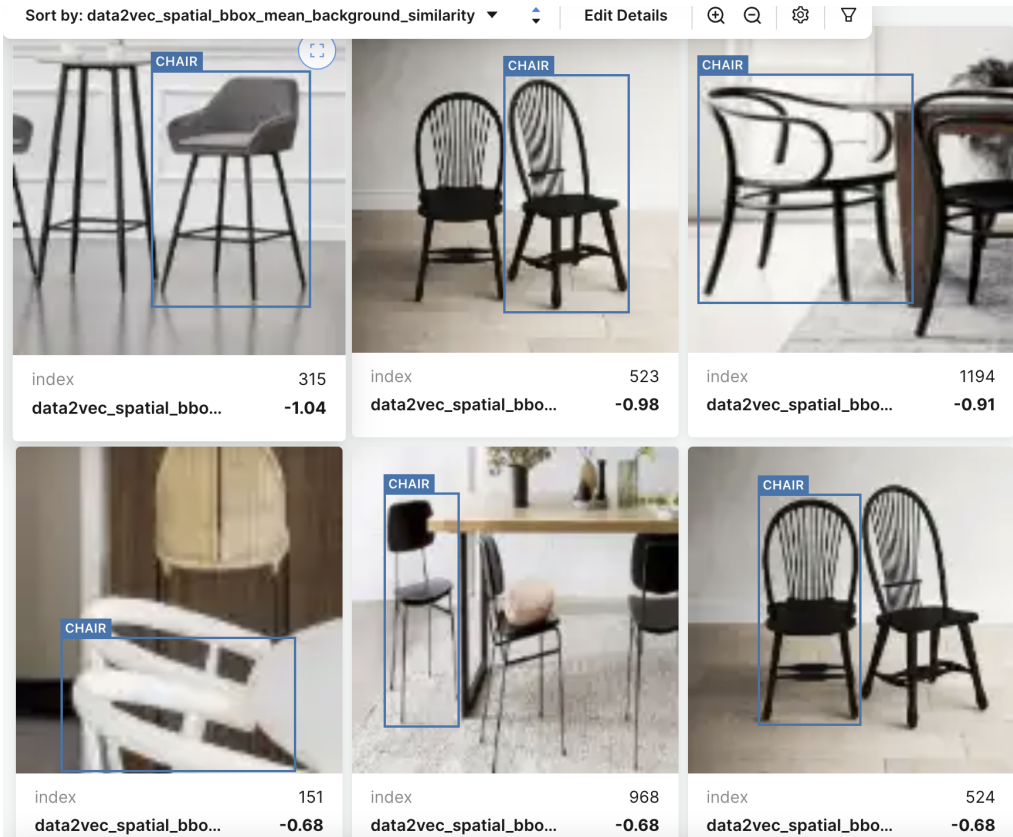 Sort by: data2vec_spatial_bbox_mean_background_similarity Edit Details
CHAIR
CHAIR
CHAIR
index 315
data2vec_spatial_bbo... -1.04
index 523
data2vec_spatial_bbo... -0.98
index 1194
data2vec_spatial_bbo... -0.91
CHAIR
CHAIR
CHAIR
index 151
data2vec_spatial_bbo... -0.68
index 968
data2vec_spatial_bbo... -0.68
index 524
data2vec_spatial_bbo... -0.68